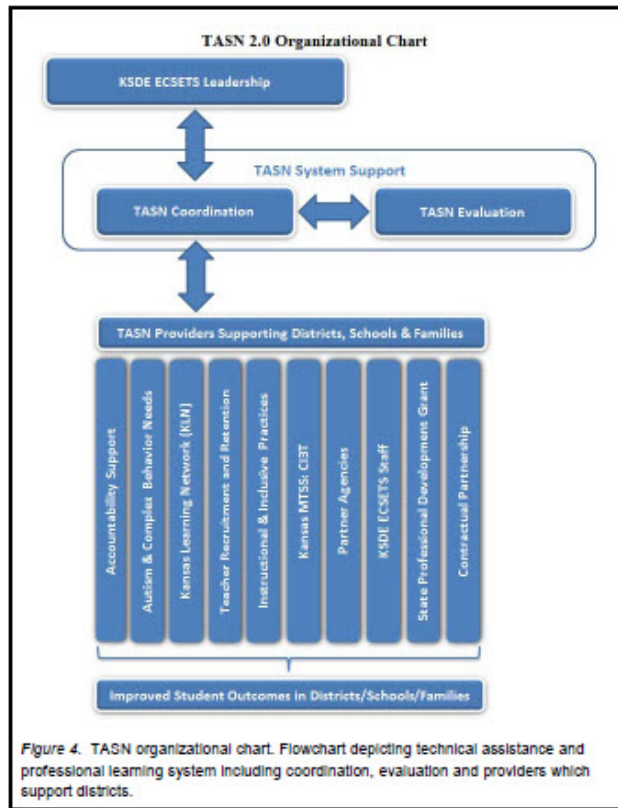 TASN 2.0 Organizational Chart
KSDE ECSETS Leadership
TASN System Support
TASN Coordination
TASN Evaluation
TASN Providers Supporting Districts, Schools & Families
Accountability Support
Autism & Complex Behavior Needs
Kansas Learning Network (KLN)
Teacher Recruitment and Retention
Instructional & Inclusive Practices
Kansas MTSS: CI3T
Partner Agencies
KSDE ECSETS Staff
State Professional Development Grant
Contractual Partnership
Improved Student Outcomes in Districts/Schools/Families
Figure 4. TASN organizational chart. Flowchart depicting technical assistance and
professional learning system including coordination, evaluation and providers which
support districts.